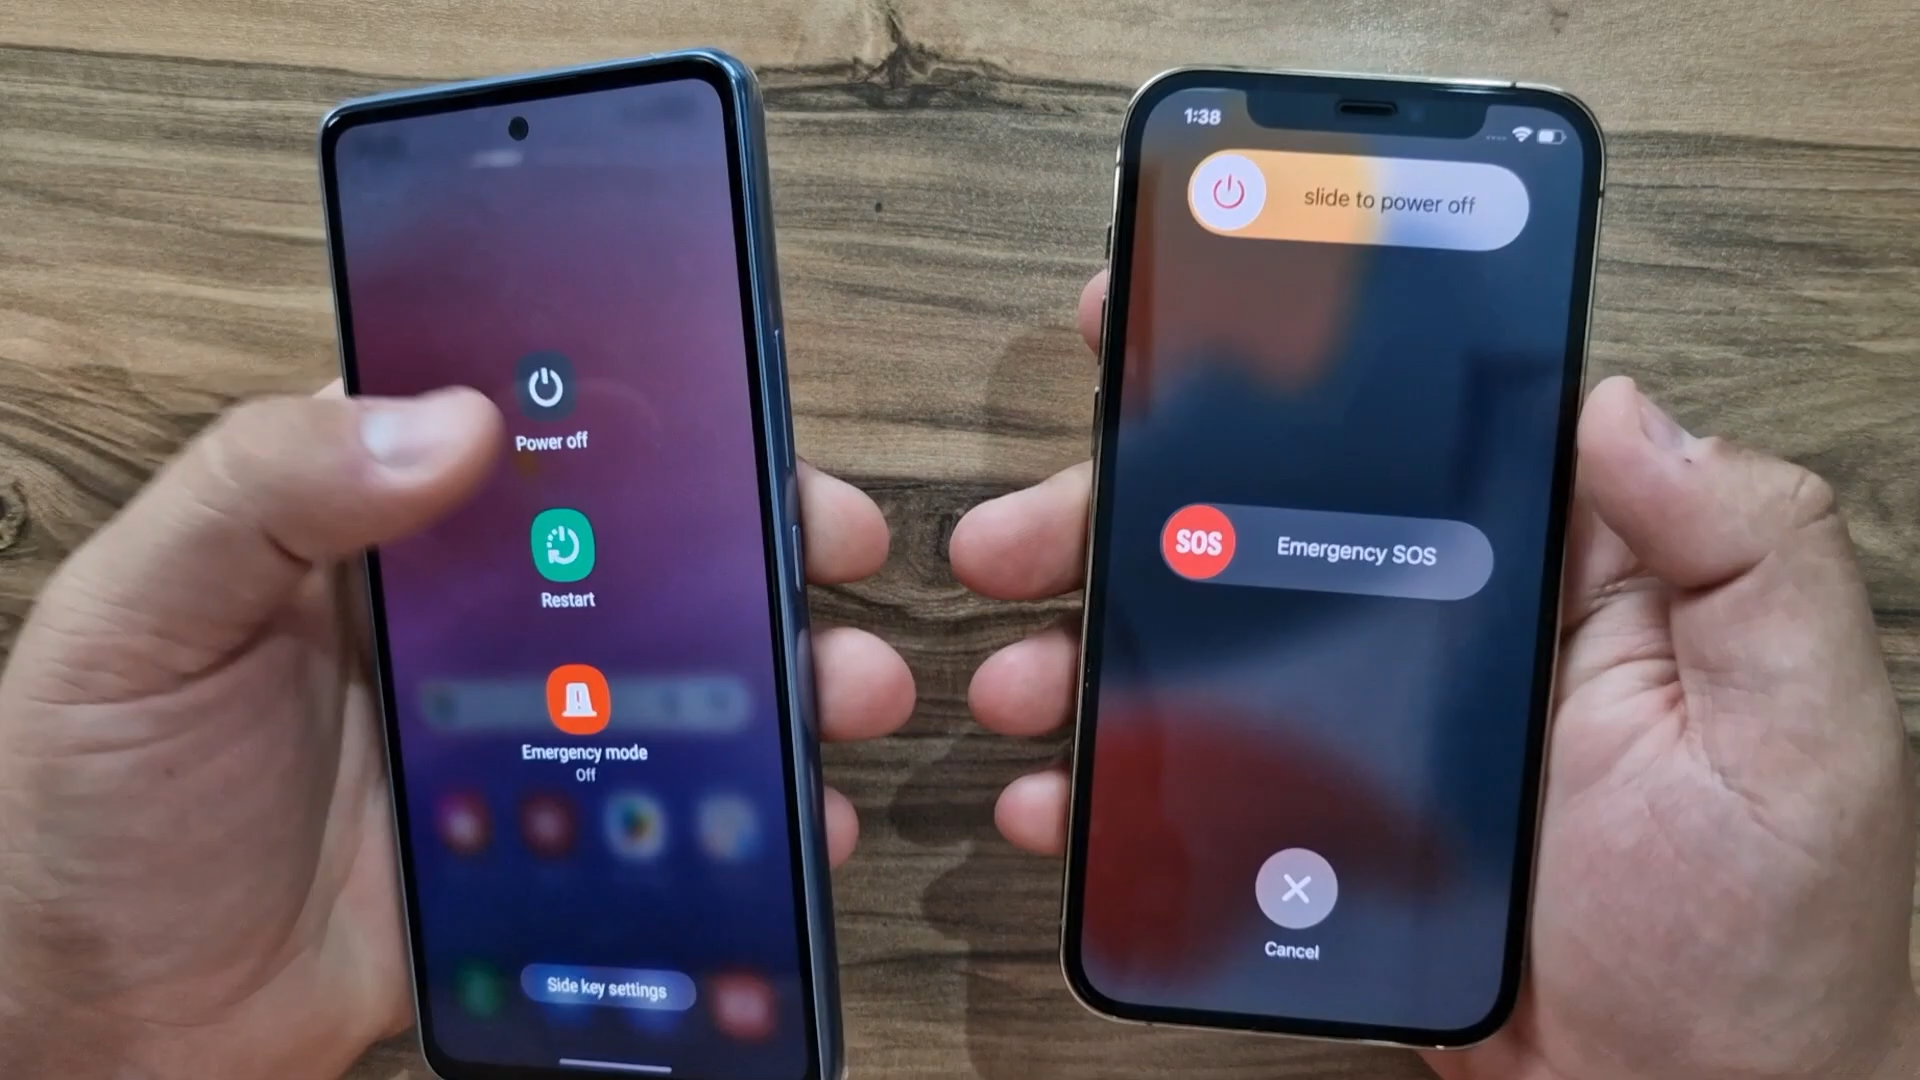 Power off
Restart
Emergency mode
Off
Side key settings
1:38
slide to power off
SOS
Emergency SOS
Cancel